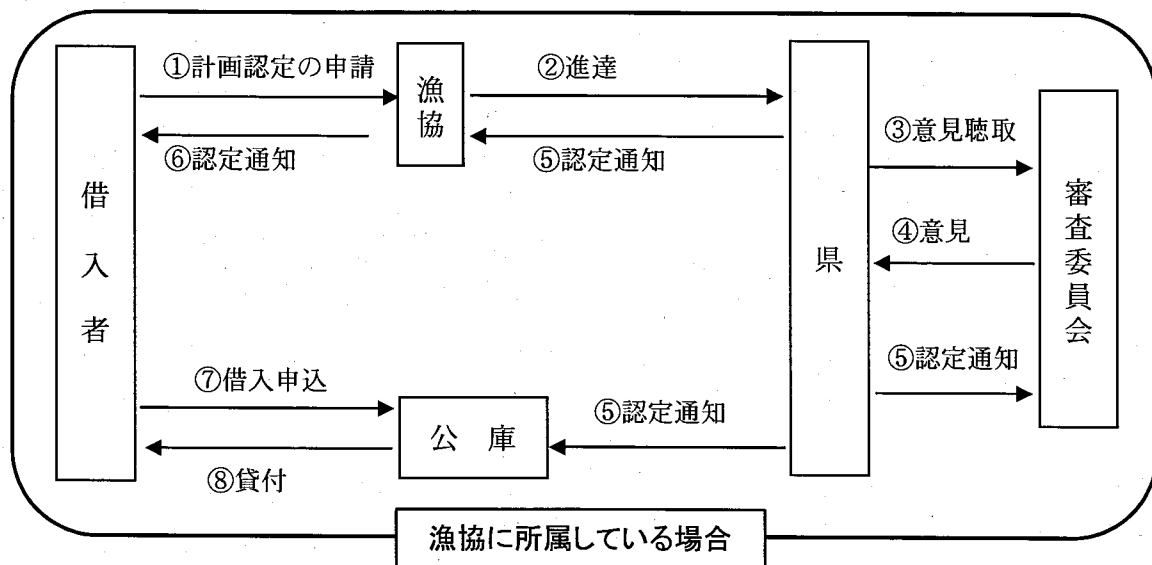 ①計画認定の申請
②進達
漁協
⑥認定通知
⑤認定通知
③意見聴取
借入者
県
④意見
審査委員会
⑤認定通知
⑦借入申込
⑤認定通知
公庫
⑧貸付
漁協に所属している場合